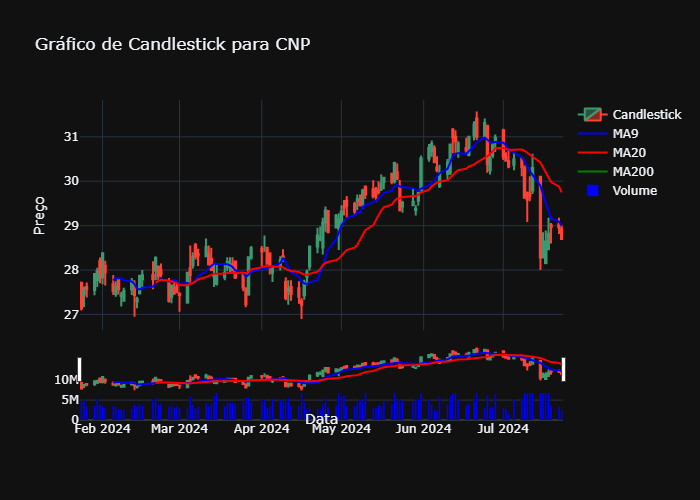 Gráfico de Candlestick para CNP
Candlestick
MA9
MA20
MA200
Volume
Preço
31
30
29
28
27
10M
5M
0
Feb 2024
Mar 2024
Apr 2024
May 2024
Jun 2024
Jul 2024
Data